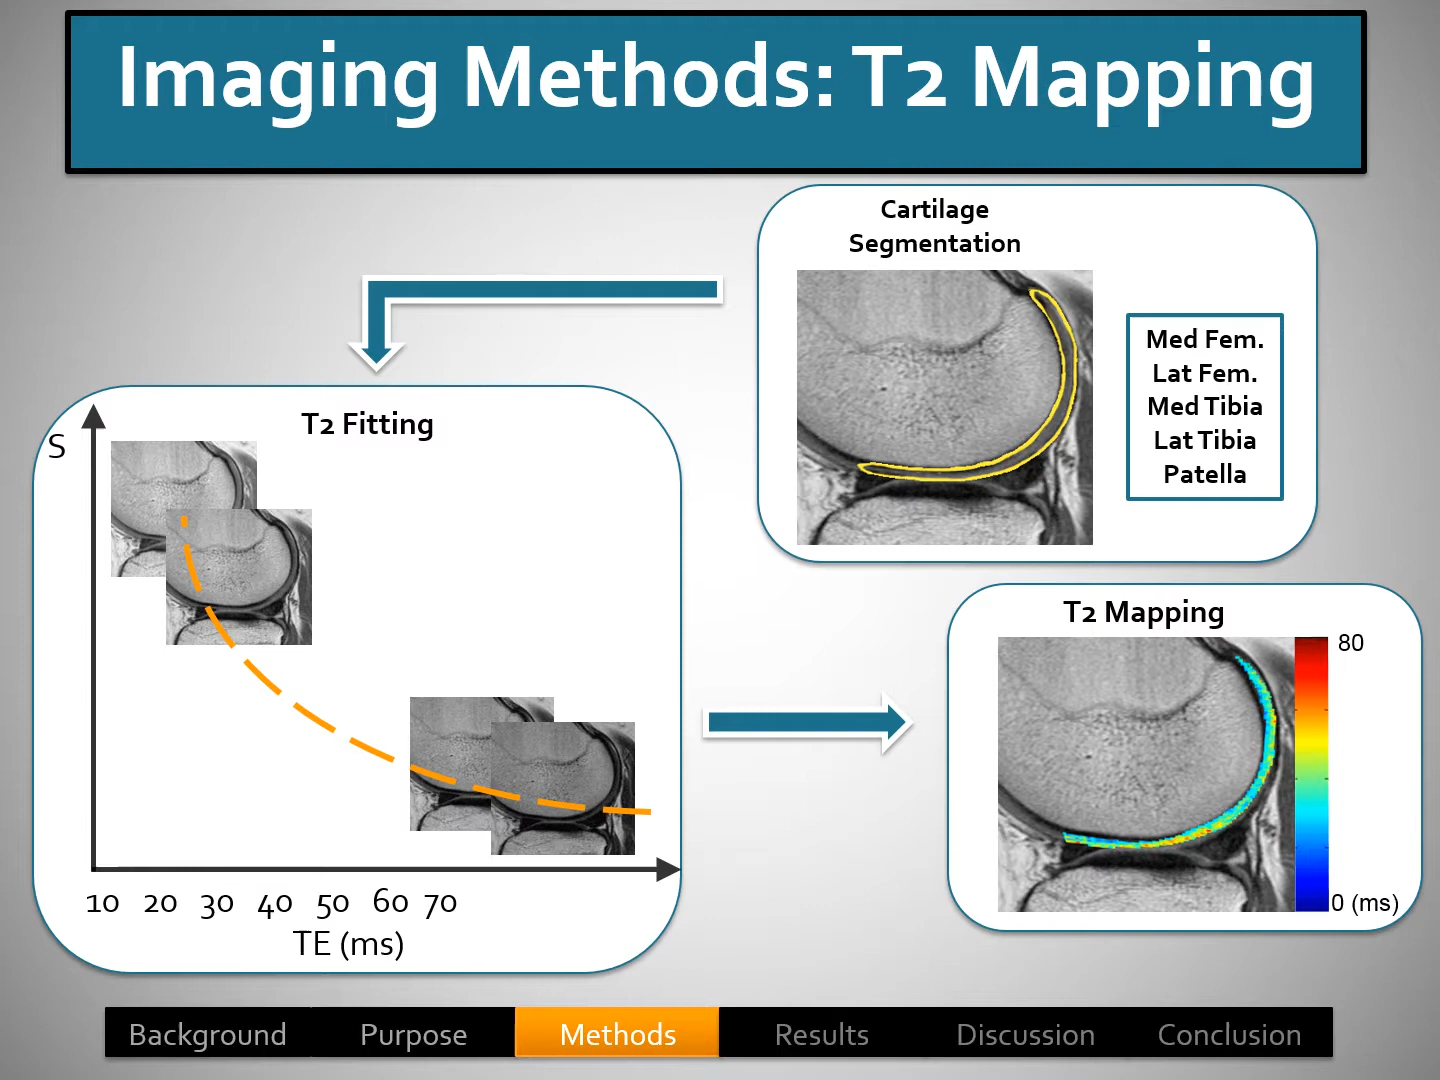 Imaging Methods: T2 Mapping
Cartilage
Segmentation
Med Fem.
Lat Fem.
Med Tibia
Lat Tibia
Patella
T2 Fitting
S
10 20 30 40 50 60 70
TE (ms)
T2 Mapping
80
0 (ms)
Background Purpose Methods Results Discussion Conclusion